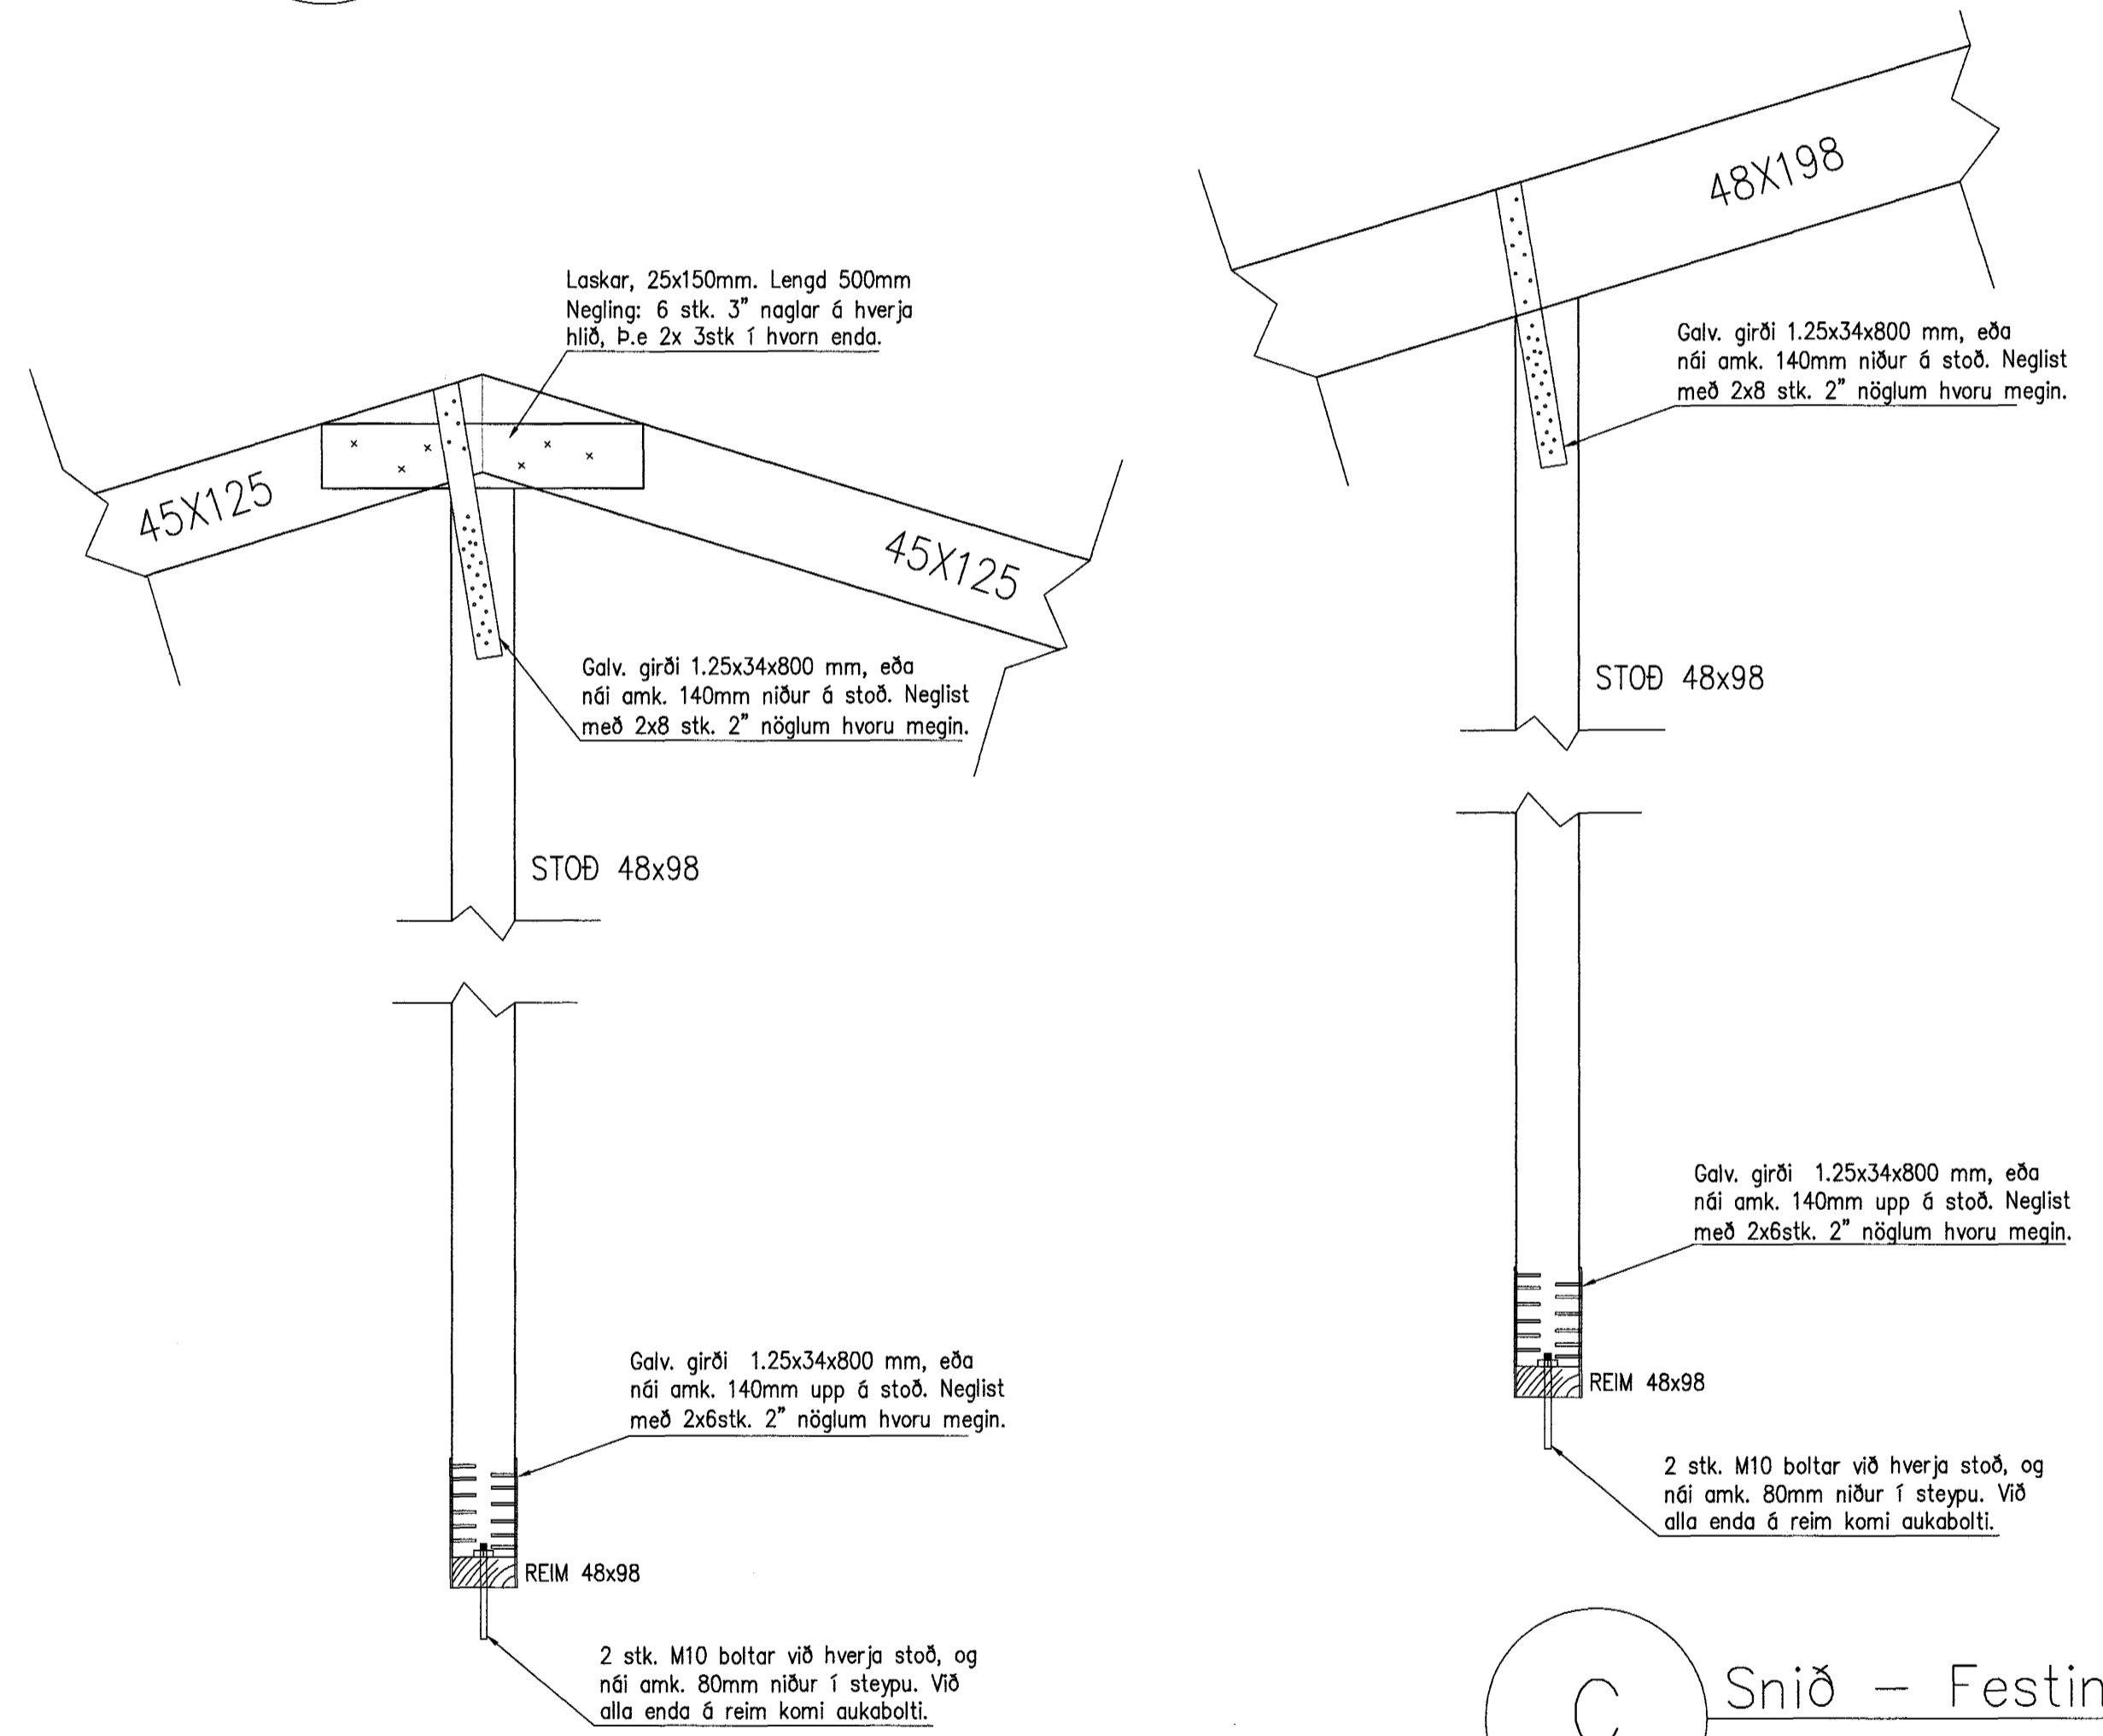 Laskar, 25x150mm. Lengd 500mm
Negling: 6 stk. 3” naglar á hverja
hlið, Þ.e 2x 3stk í hvorn enda.
45X125
45X125
Galv. girði 1.25x34x800 mm, eða
nái amk. 140mm niður á stoð. Neglist
með 2x8 stk. 2” nöglum hvoru megin.
STOÐ 48x98
Galv. girði 1.25x34x800 mm, eða
nái amk. 140mm upp á stoð. Neglist
með 2x6stk. 2” nöglum hvoru megin.
REIM 48x98
2 stk. M10 boltar við hverja stoð, og
nái amk. 80mm niður í steypu. Við
alla enda á reim komi aukabolti.
48X198
Galv. girði 1.25x34x800 mm, eða
nái amk. 140mm niður á stoð. Neglist
með 2x8 stk. 2” nöglum hvoru megin.
STOÐ 48x98
Galv. girði 1.25x34x800 mm, eða
nái amk. 140mm upp á stoð. Neglist
með 2x6stk. 2” nöglum hvoru megin.
REIM 48x98
2 stk. M10 boltar við hverja stoð, og
nái amk. 80mm niður í steypu. Við
alla enda á reim komi aukabolti.
C
Snið – Festin